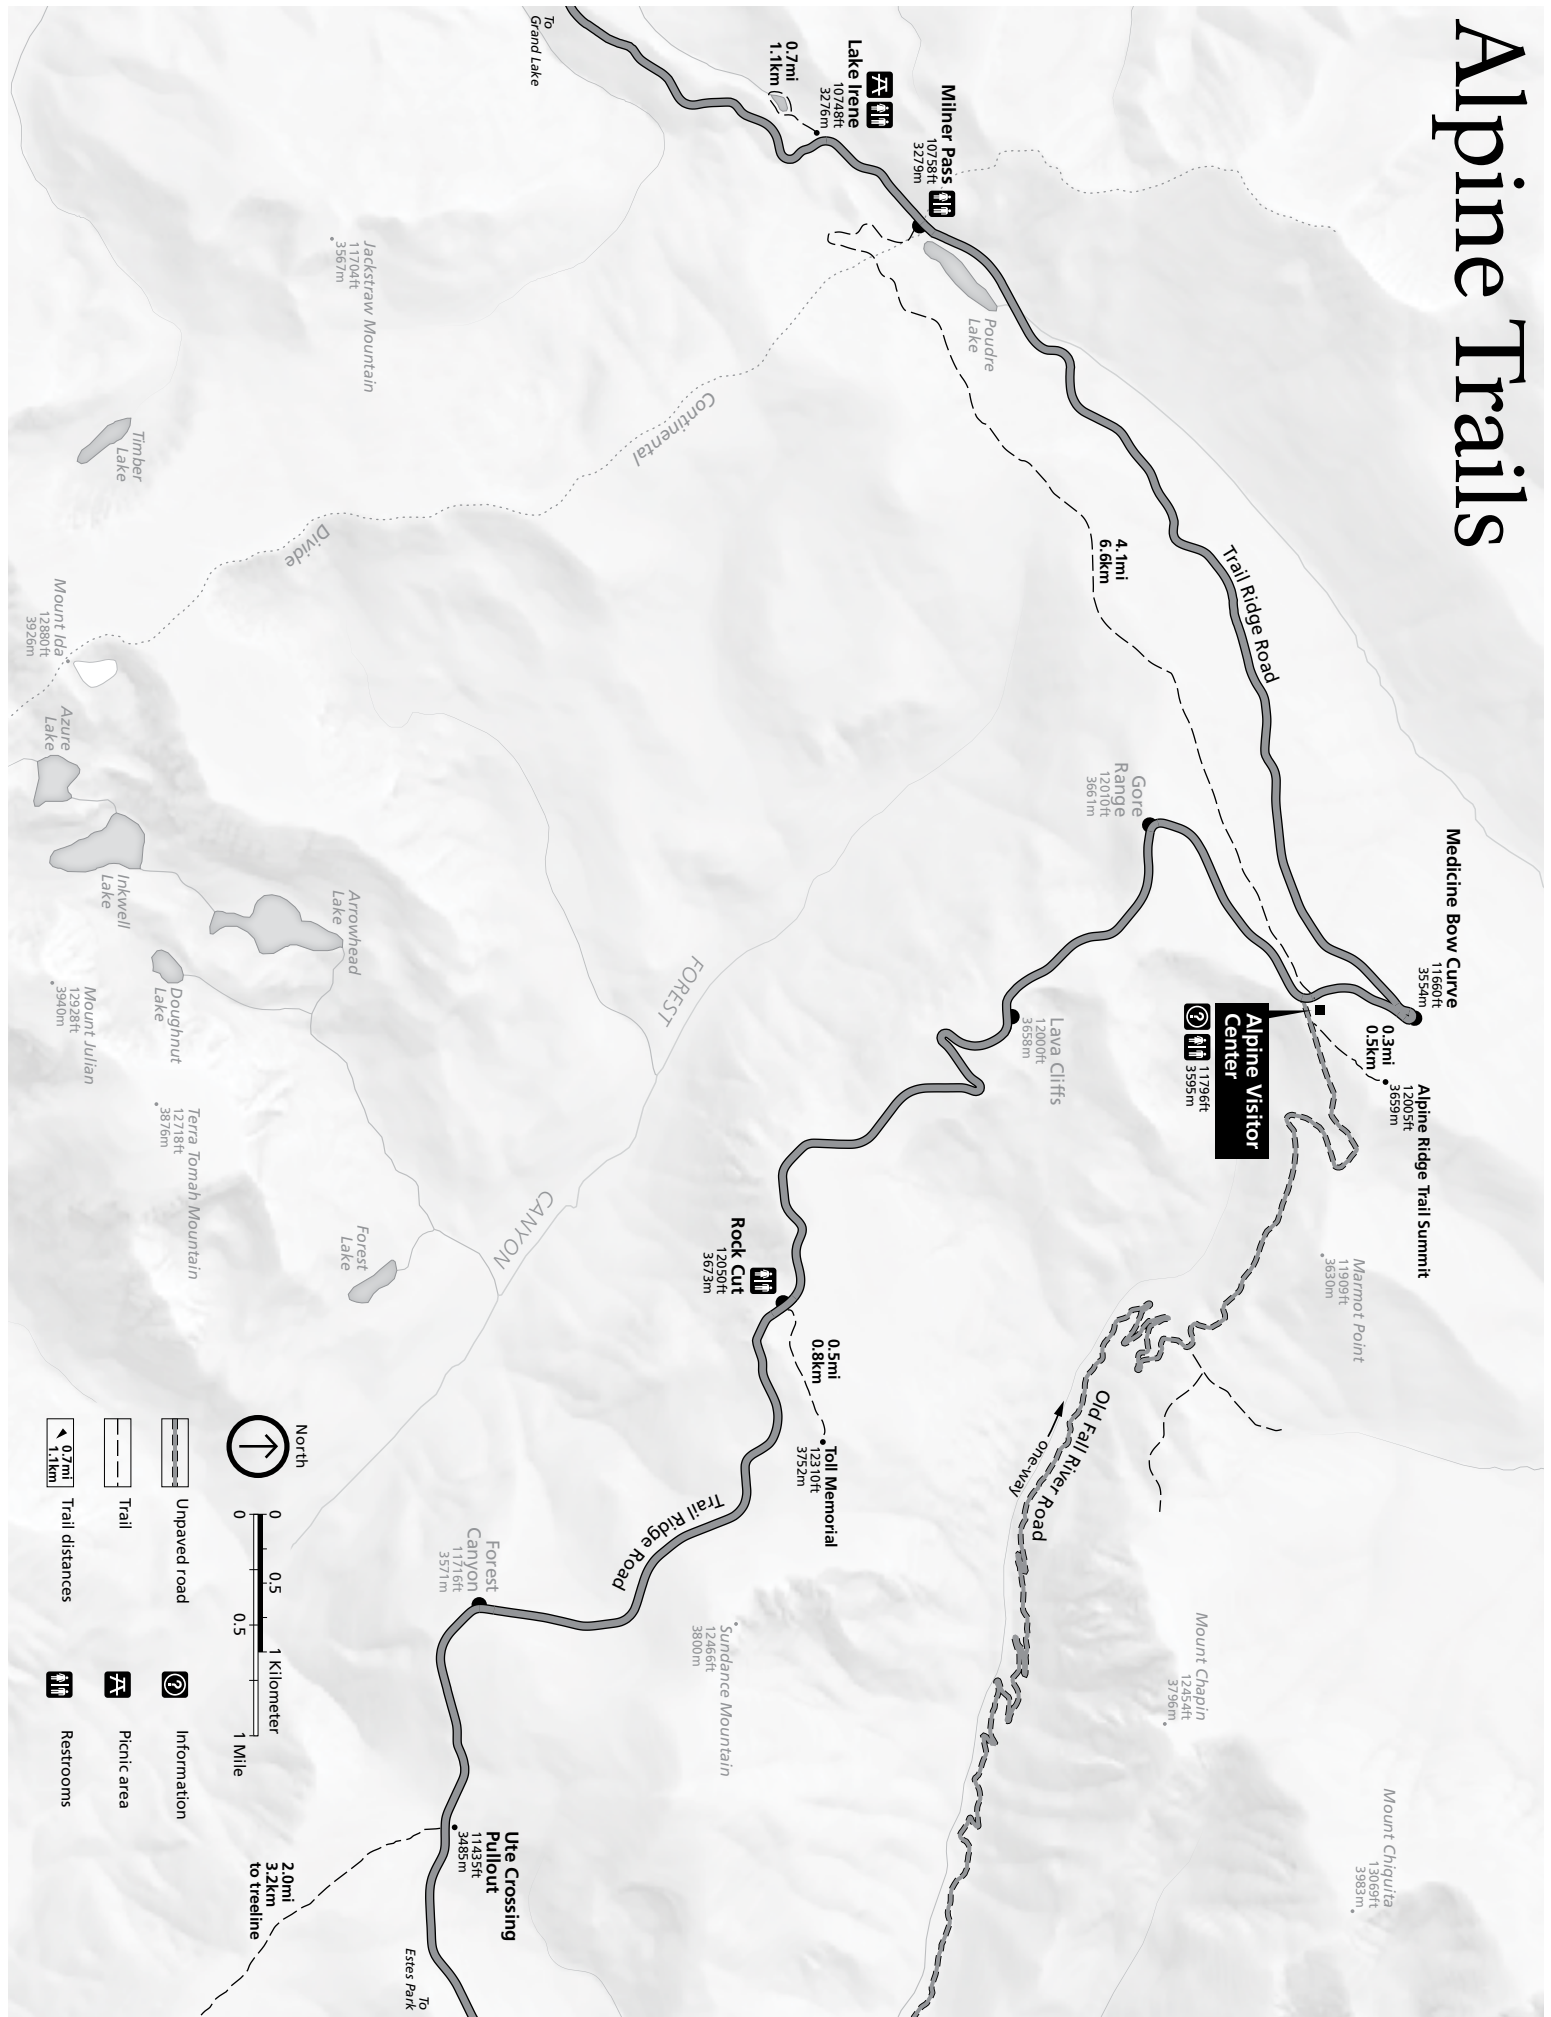 Alpine Trails
To
Grand Lake
0.7mi
1.1km
Lake Irene
10748ft
3276m
Milner Pass
10758ft
3279m
Poudre
Lake
Jackstraw Mountain
11704ft
3567m
Timber
Lake
Continental
Divide
4.1mi
6.6km
Trail Ridge Road
Mount Ida
12880ft
3926m
Azure
Lake
Inkwell
Lake
Arrowhead
Lake
Doughnut
Lake
Mount Julian
12928ft
3940m
Terra Tomah Mountain
12718ft
3876m
Forest
Lake
FOREST
CANYON
Gore
Range
12010ft
3661m
Medicine Bow Curve
11660ft
3554m
0.3mi
0.5km
Alpine Ridge Trail Summit
12005ft
3659m
Alpine Visitor
Center
11796ft
3595m
Lava Cliffs
12000ft
3658m
Marmot Point
11909ft
3630m
Rock Cut
12050ft
3673m
0.5mi
0.8km
Toll Memorial
12310ft
3752m
Old Fall River Road
one-way
Trail Ridge Road
Forest
Canyon
11716ft
3571m
Sundance Mountain
12466ft
3800m
Mount Chapin
12454ft
3796m
Mount Chiquita
13069ft
3983m
Ute Crossing
Pullout
11435ft
3485m
2.0mi
3.2km
to treeline
To
Estes Park
North
0 0.5 1 Kilometer
0 0.5 1 Mile
Unpaved road
Trail
0.7mi
1.1km
Trail distances
Information
Picnic area
Restrooms